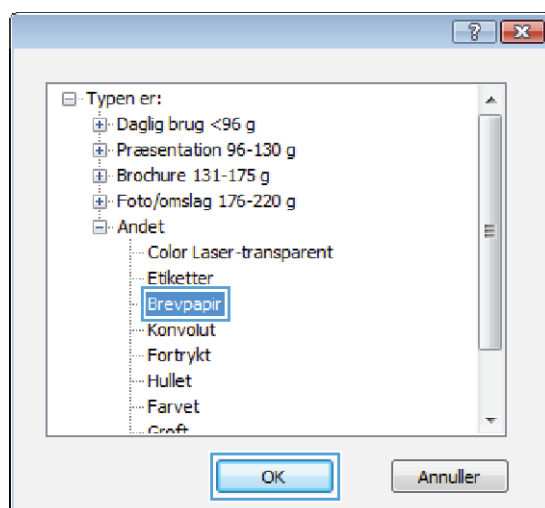 Typen er:
Daglig brug <96 g
Præsentation 96-130 g
Brochure 131-175 g
Foto/omslag 176-220 g
Andet
Color Laser-transparent
Etiketter
Brevpapir
Konvolut
Fortrykt
Hullet
Farvet
Groft
OK Annuller